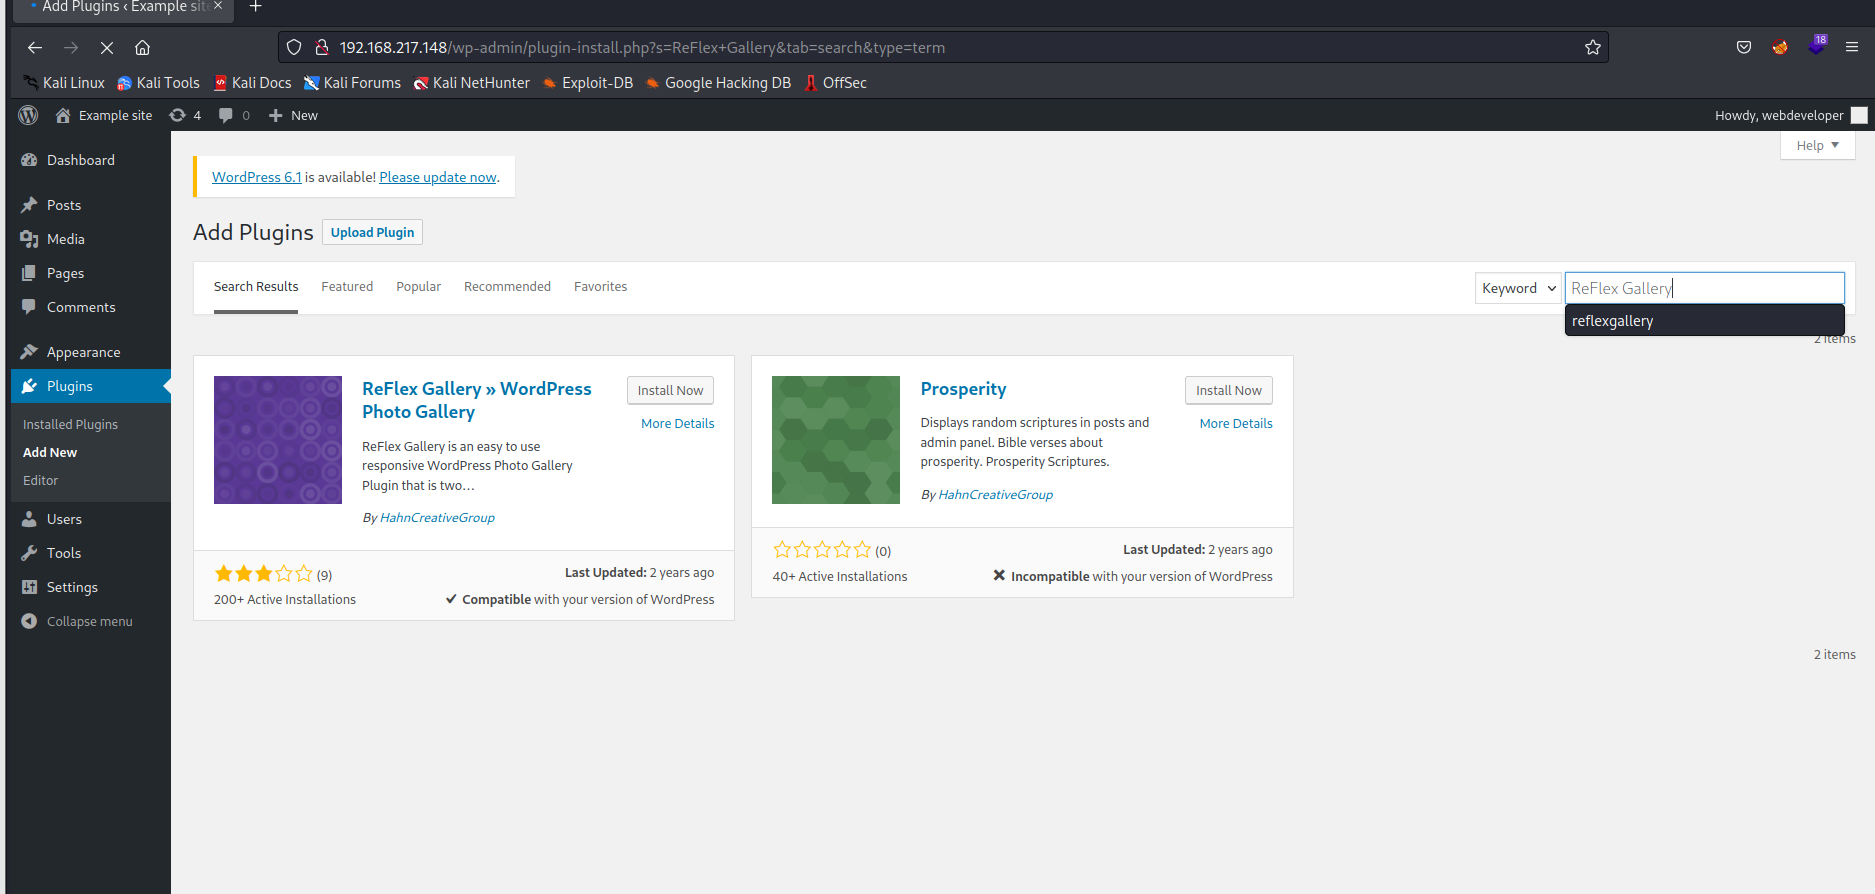 Add Plugins ‹ Example site
192.168.217.148/wp-admin/plugin-install.php?s=ReFlex+Gallery&tab=search&type=term
18
Kali Linux Kali Tools Kali Docs Kali Forums Kali NetHunter Exploit-DB Google Hacking DB OffSec
Example site 4 0 New Howdy, webdeveloper
Help
Dashboard
Posts
Media
Pages
Comments
Appearance
Plugins
Installed Plugins
Add New
Editor
Users
Tools
Settings
Collapse menu
WordPress 6.1 is available! Please update now.
Add Plugins Upload Plugin
Search Results Featured Popular Recommended Favorites Keyword ReFlex Gallery
reflexgallery
2 items
ReFlex Gallery » WordPress
Photo Gallery
Install Now
More Details
ReFlex Gallery is an easy to use
responsive WordPress Photo Gallery
Plugin that is two…
By HahnCreativeGroup
(9)
Last Updated: 2 years ago
200+ Active Installations
Compatible with your version of WordPress
Prosperity
Install Now
More Details
Displays random scriptures in posts and
admin panel. Bible verses about
prosperity. Prosperity Scriptures.
By HahnCreativeGroup
(0)
Last Updated: 2 years ago
40+ Active Installations
Incompatible with your version of WordPress
2 items